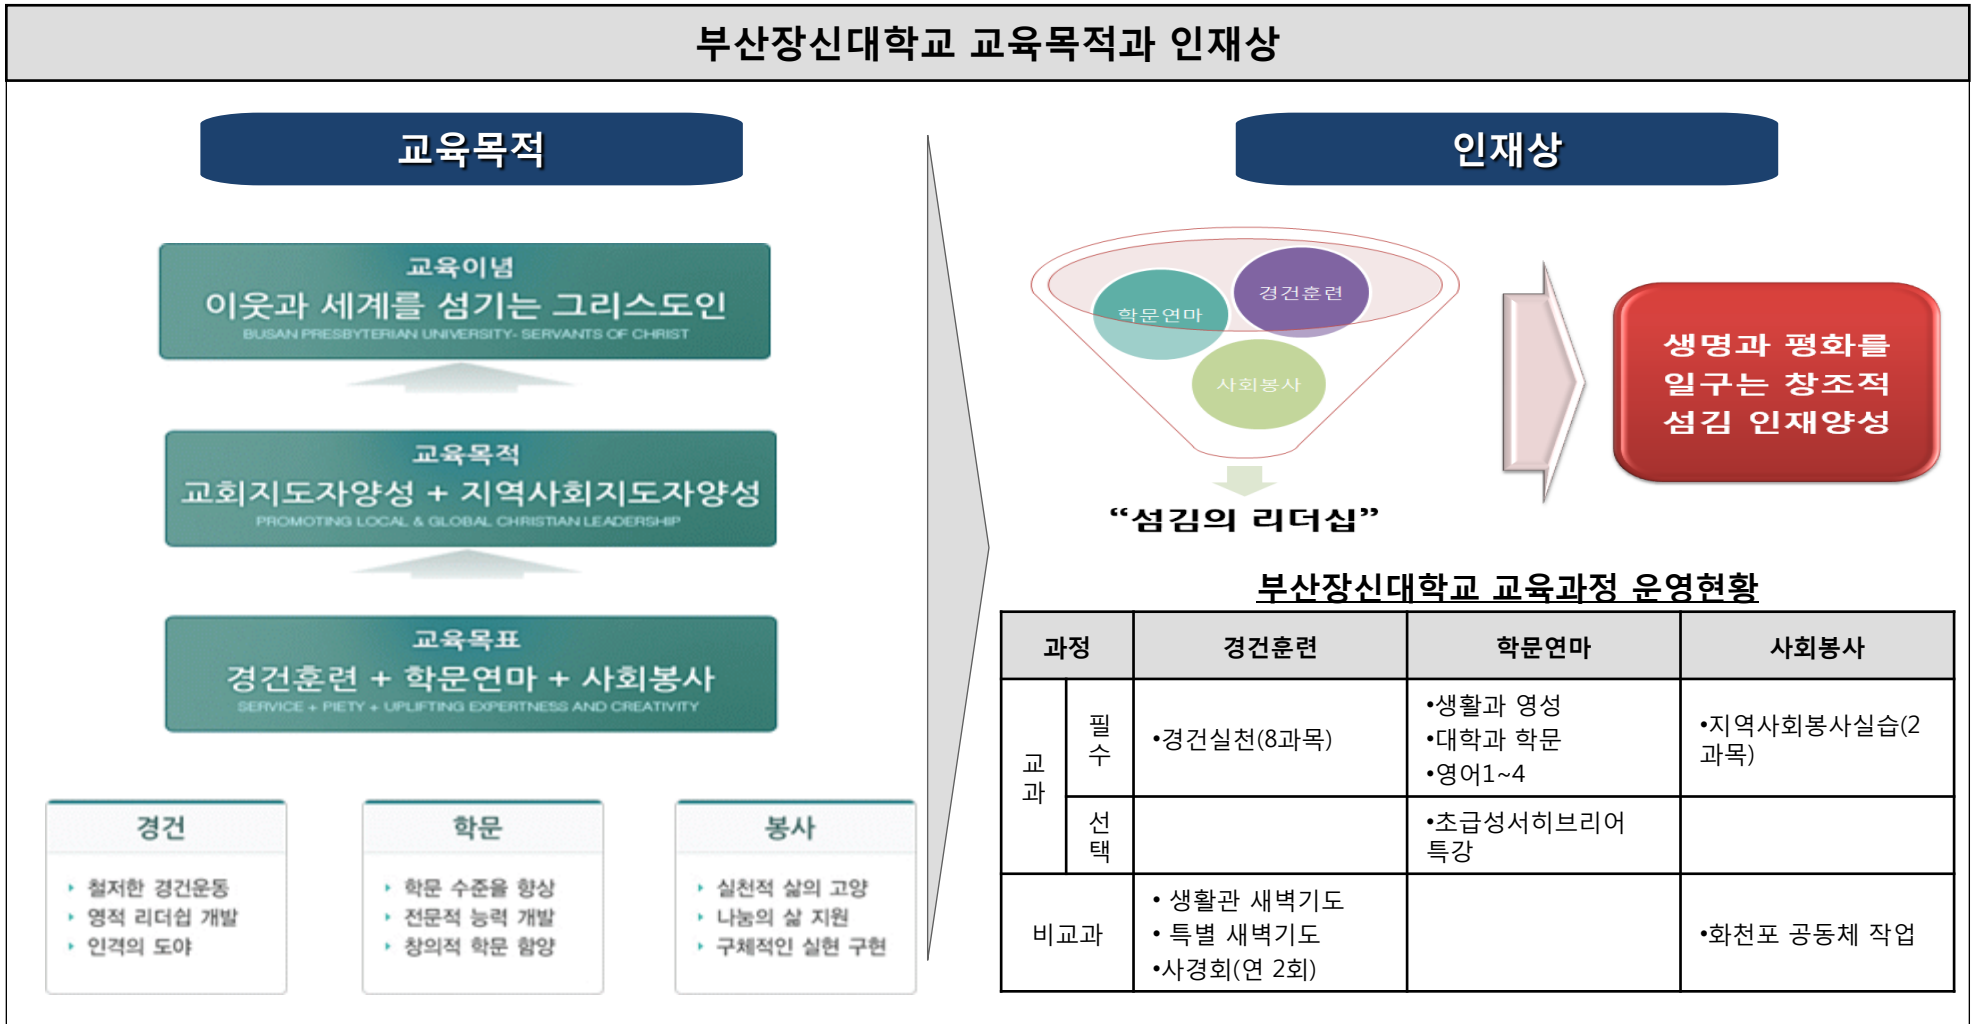 부산장신대학교 교육목적과 인재상
교육목적
교육이념
이웃과 세계를 섬기는 그리스도인
BUSAN PRESBYTERIAN UNIVERSITY- SERVANTS OF CHRIST
교육목적
교회지도자양성 + 지역사회지도자양성
PROMOTING LOCAL & GLOBAL CHRISTIAN LEADERSHIP
교육목표
경건훈련 + 학문연마 + 사회봉사
SERVICE + PIETY + UPLIFTING EXPERTNESS AND CREATIVITY
경건
철저한 경건운동
영적 리더쉽 개발
인격의 도야
학문
학문 수준을 향상
전문적 능력 개발
창의적 학문 함양
봉사
실천적 삶의 고양
나눔의 삶 지원
구체적인 실현 구현
인재상
학문연마
경건훈련
사회봉사
“섬김의 리더십”
생명과 평화를
일구는 창조적
섬김 인재양성
부산장신대학교 교육과정 운영현황
과정 경건훈련 학문연마 사회봉사
교
과
필
수
•경건실천(8과목)
•생활과 영성
•대학과 학문
•영어1~4
•지역사회봉사실습(2
과목)
선
택
•초급성서히브리어
특강
비교과
• 생활관 새벽기도
• 특별 새벽기도
•사경회(연 2회)
•화천포 공동체 작업